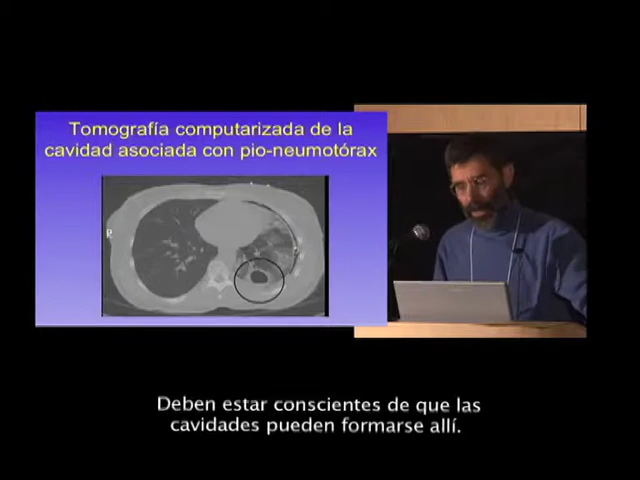 Tomografía computarizada de la
cavidad asociada con pio-neumotórax
R
Deben estar conscientes de que las
cavidades pueden formarse allí.